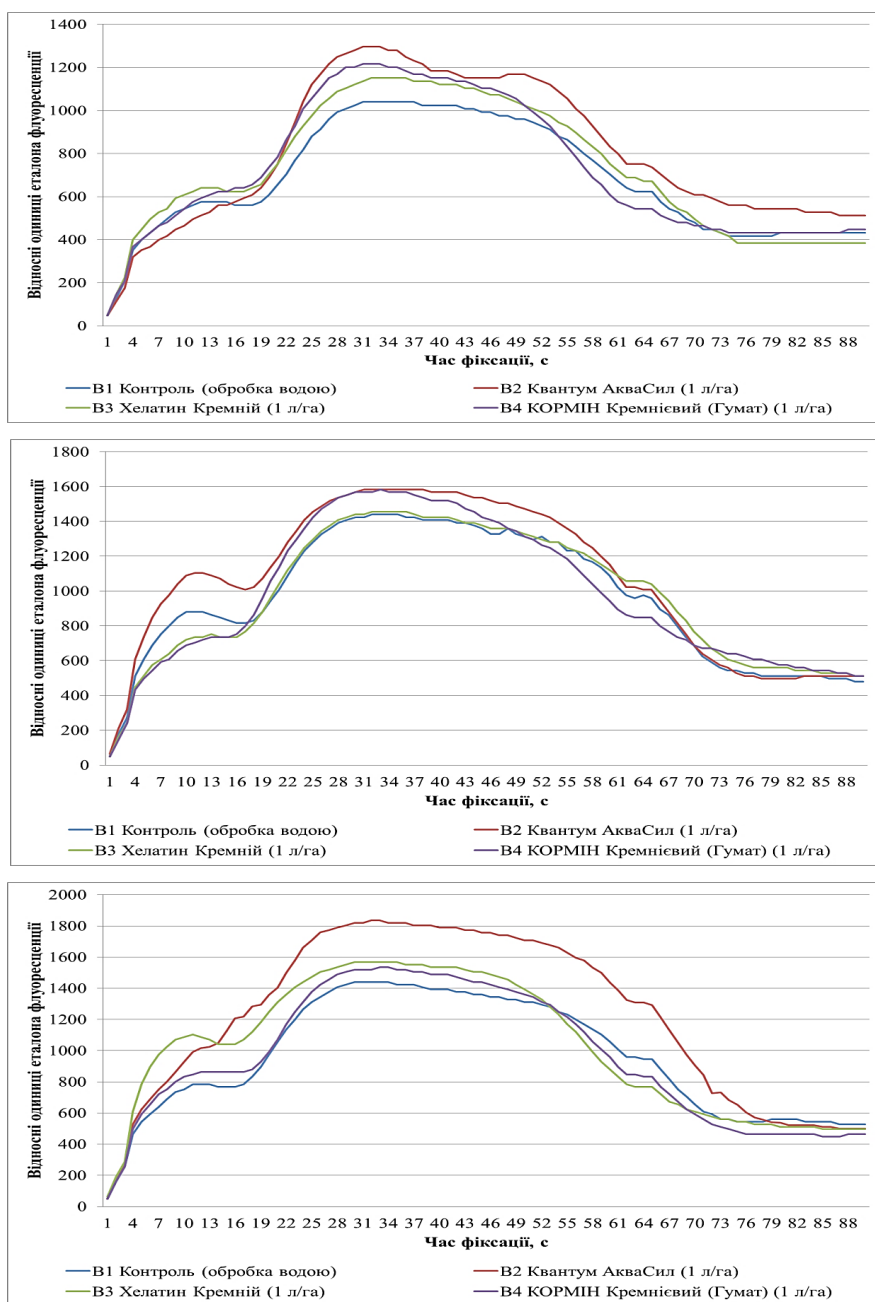 Відносні одиниці еталона флуоресценції
1400
1200
1000
800
600
400
200
0
1 4 7 10 13 16 19 22 25 28 31 34 37 40 43 46 49 52 55 58 61 64 67 70 73 76 79 82 85 88
Час фіксації, с
В1 Контроль (обробка водою) В2 Квантум АкваСил (1 л/га)
В3 Хелатин Кремній (1 л/га) В4 КОРМІН Кремнієвий (Гумат) (1 л/га)
Відносні одиниці еталона флуоресценції
1800
1600
1400
1200
1000
800
600
400
200
0
1 4 7 10 13 16 19 22 25 28 31 34 37 40 43 46 49 52 55 58 61 64 67 70 73 76 79 82 85 88
Час фіксації, с
В1 Контроль (обробка водою) В2 Квантум АкваСил (1 л/га)
В3 Хелатин Кремній (1 л/га) В4 КОРМІН Кремнієвий (Гумат) (1 л/га)
Відносні одиниці еталона флуоресценції
2000
1800
1600
1400
1200
1000
800
600
400
200
0
1 4 7 10 13 16 19 22 25 28 31 34 37 40 43 46 49 52 55 58 61 64 67 70 73 76 79 82 85 88
Час фіксації, с
В1 Контроль (обробка водою) В2 Квантум АкваСил (1 л/га)
В3 Хелатин Кремній (1 л/га) В4 КОРМІН Кремнієвий (Гумат) (1 л/га)